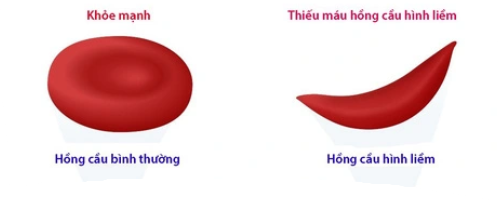 Khỏe mạnh
Thiếu máu hồng cầu hình liềm
Hồng cầu bình thường
Hồng cầu hình liềm